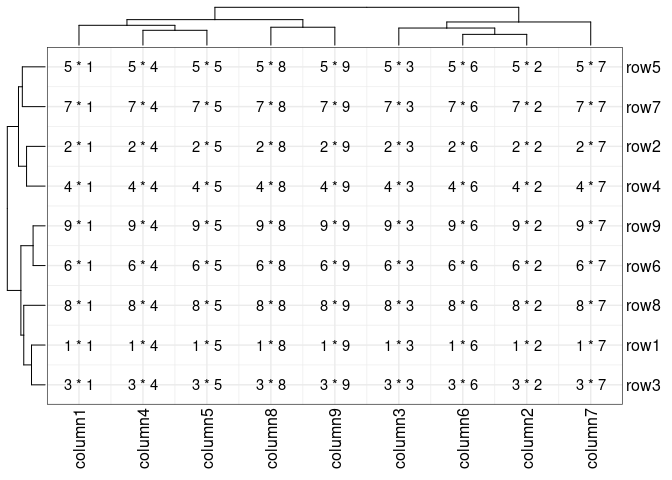 5 * 1 5 * 4 5 * 5 5 * 8 5 * 9 5 * 3 5 * 6 5 * 2 5 * 7 row5
7 * 1 7 * 4 7 * 5 7 * 8 7 * 9 7 * 3 7 * 6 7 * 2 7 * 7 row7
2 * 1 2 * 4 2 * 5 2 * 8 2 * 9 2 * 3 2 * 6 2 * 2 2 * 7 row2
4 * 1 4 * 4 4 * 5 4 * 8 4 * 9 4 * 3 4 * 6 4 * 2 4 * 7 row4
9 * 1 9 * 4 9 * 5 9 * 8 9 * 9 9 * 3 9 * 6 9 * 2 9 * 7 row9
6 * 1 6 * 4 6 * 5 6 * 8 6 * 9 6 * 3 6 * 6 6 * 2 6 * 7 row6
8 * 1 8 * 4 8 * 5 8 * 8 8 * 9 8 * 3 8 * 6 8 * 2 8 * 7 row8
1 * 1 1 * 4 1 * 5 1 * 8 1 * 9 1 * 3 1 * 6 1 * 2 1 * 7 row1
3 * 1 3 * 4 3 * 5 3 * 8 3 * 9 3 * 3 3 * 6 3 * 2 3 * 7 row3
column1 column4 column5 column8 column9 column3 column6 column2 column7